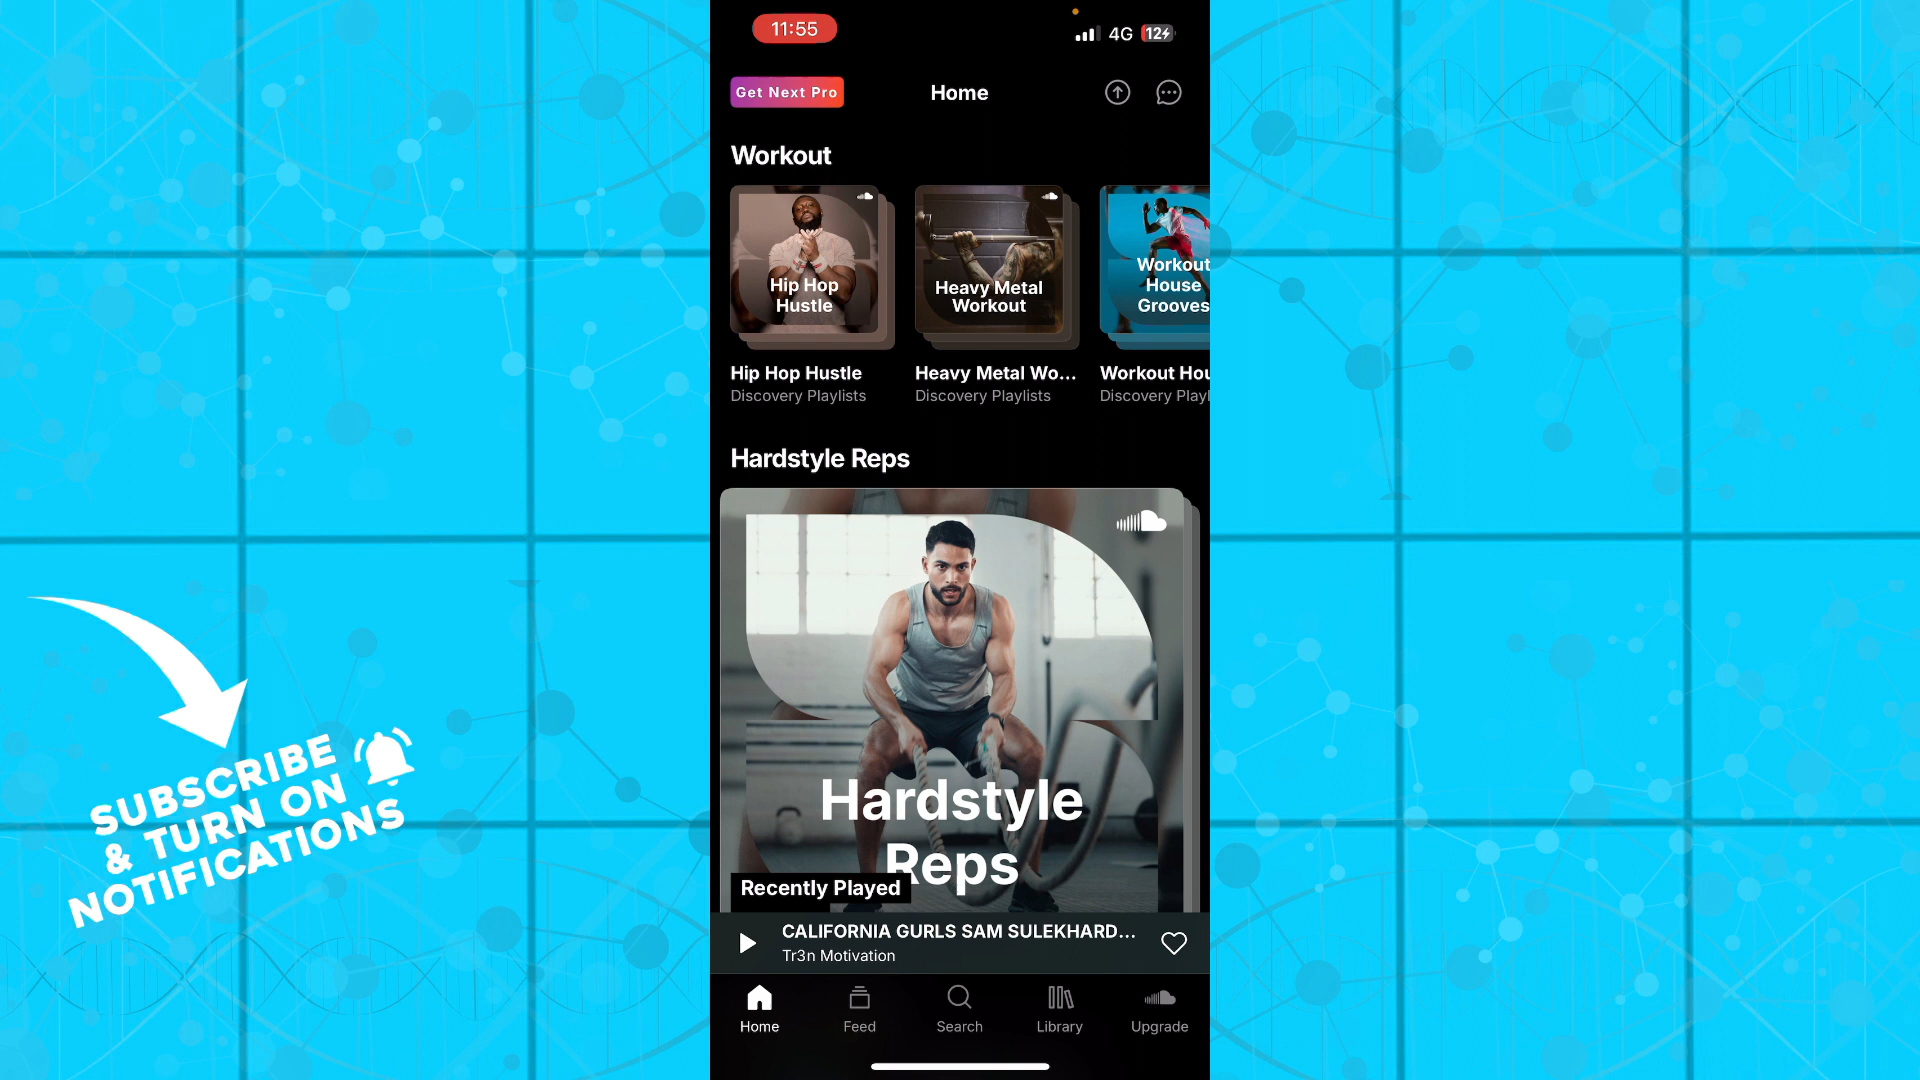 11:55
4G
12
Get Next Pro
Home
Workout
Hip Hop
Hustle
Heavy Metal
Workout
Workout
House
Grooves
Hip Hop Hustle
Heavy Metal Wo...
Workout Hou
Discovery Playlists
Discovery Playlists
Discovery Playl
Hardstyle Reps
Hardstyle
Reps
Recently Played
CALIFORNIA GURLS SAM SULEKHARD...
Tr3n Motivation
Home
Feed
Search
Library
Upgrade
SUBSCRIBE
& TURN ON
NOTIFICATIONS